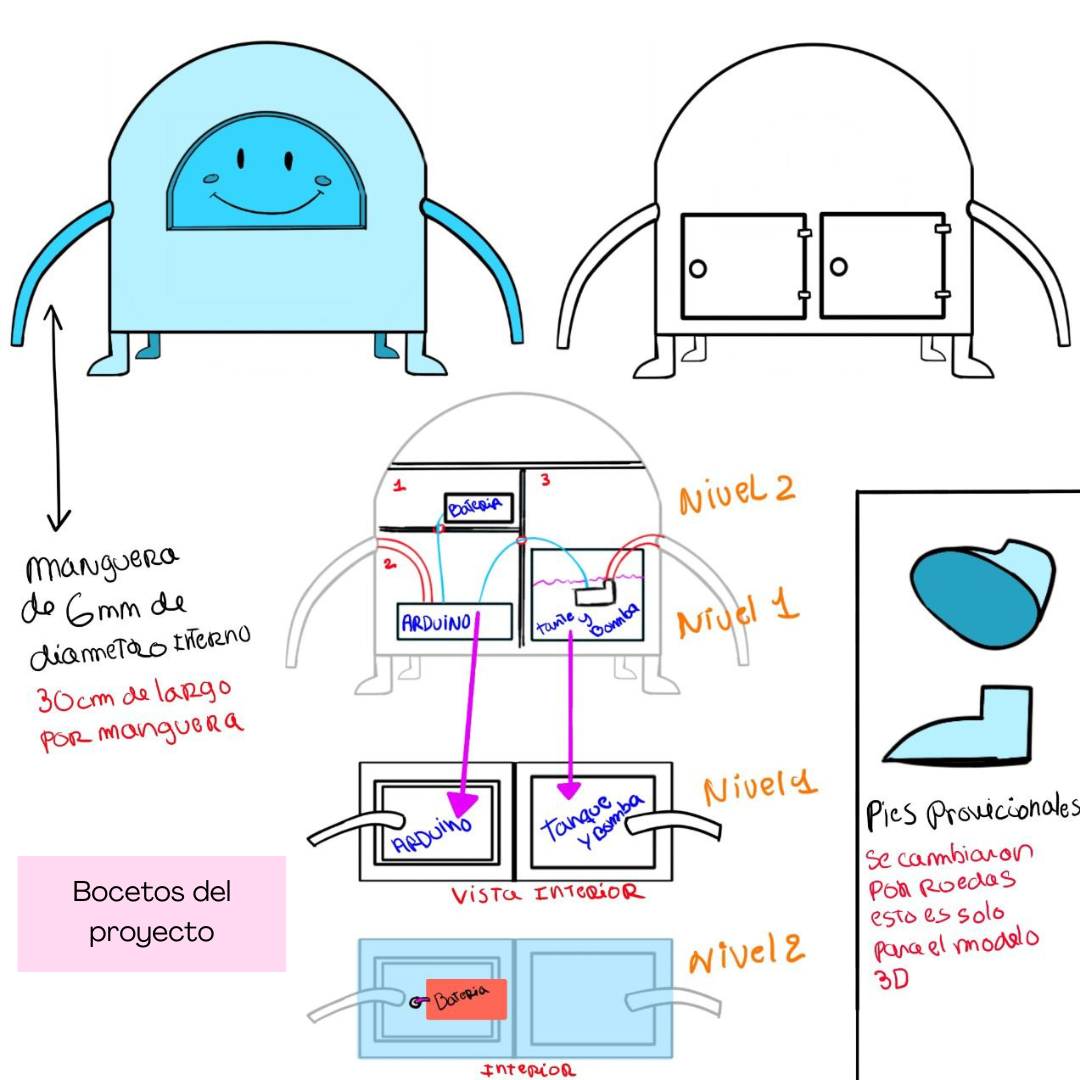 1
3
Batería
2
ARDUINO
Tanque y
Bomba
Nivel 2
Nivel 1
manguera
de 6mm de
diametro Interno
30cm de largo
por manguera
ARDUINO
Tanque
y Bomba
Nivel 1
Vista Interior
Bocetos del
proyecto
Batería
Nivel 2
Interior
Pies Provicionales
se cambiaron
por Ruedas
esto es solo
para el modelo
3D